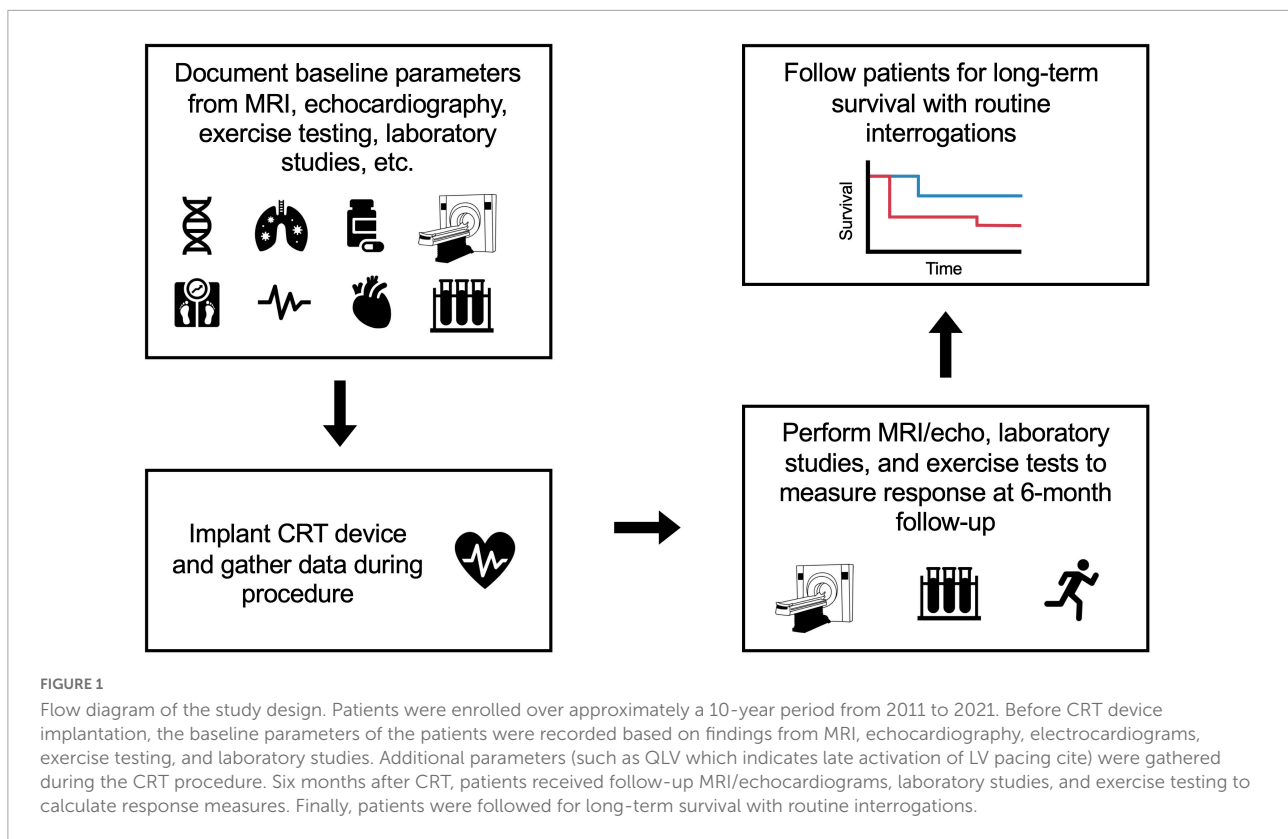 Document baseline parameters
from MRI, echocardiography,
exercise testing, laboratory
studies, etc.
Implant CRT device
and gather data during
procedure
Perform MRI/echo, laboratory
studies, and exercise tests to
measure response at 6-month
follow-up
Follow patients for long-term
survival with routine
interrogations
Survival
Time
FIGURE 1
Flow diagram of the study design. Patients were enrolled over approximately a 10-year period from 2011 to 2021. Before CRT device
implantation, the baseline parameters of the patients were recorded based on findings from MRI, echocardiography, electrocardiograms,
exercise testing, and laboratory studies. Additional parameters (such as QLV which indicates late activation of LV pacing cite) were gathered
during the CRT procedure. Six months after CRT, patients received follow-up MRI/echocardiograms, laboratory studies, and exercise testing to
calculate response measures. Finally, patients were followed for long-term survival with routine interrogations.